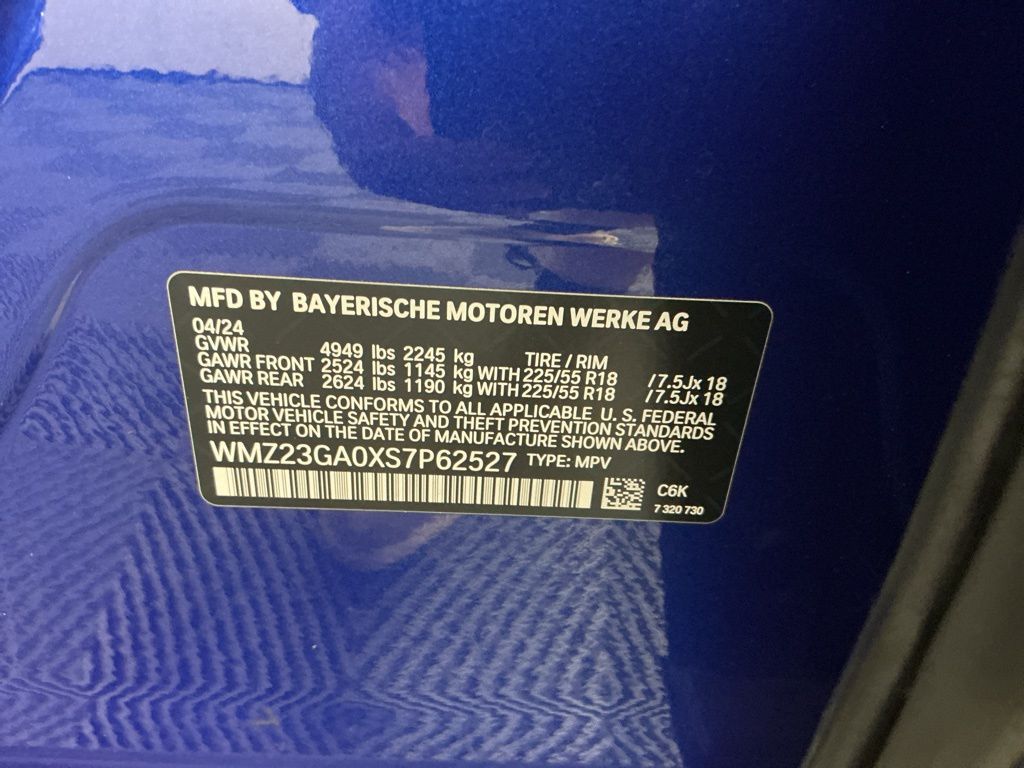 MFD BY BAYERISCHE MOTOREN WERKE AG
04/24
GVWR 4949 lbs 2245 kg TIRE / RIM
GAWR FRONT 2524 lbs 1145 kg WITH 225/55 R18 /7.5Jx 18
GAWR REAR 2624 lbs 1190 kg WITH 225/55 R18 /7.5Jx 18
THIS VEHICLE CONFORMS TO ALL APPLICABLE U. S. FEDERAL
MOTOR VEHICLE SAFETY AND THEFT PREVENTION STANDARDS
IN EFFECT ON THE DATE OF MANUFACTURE SHOWN ABOVE.
WMZ23GA0XS7P62527 TYPE: MPV
C6K
7 320 730